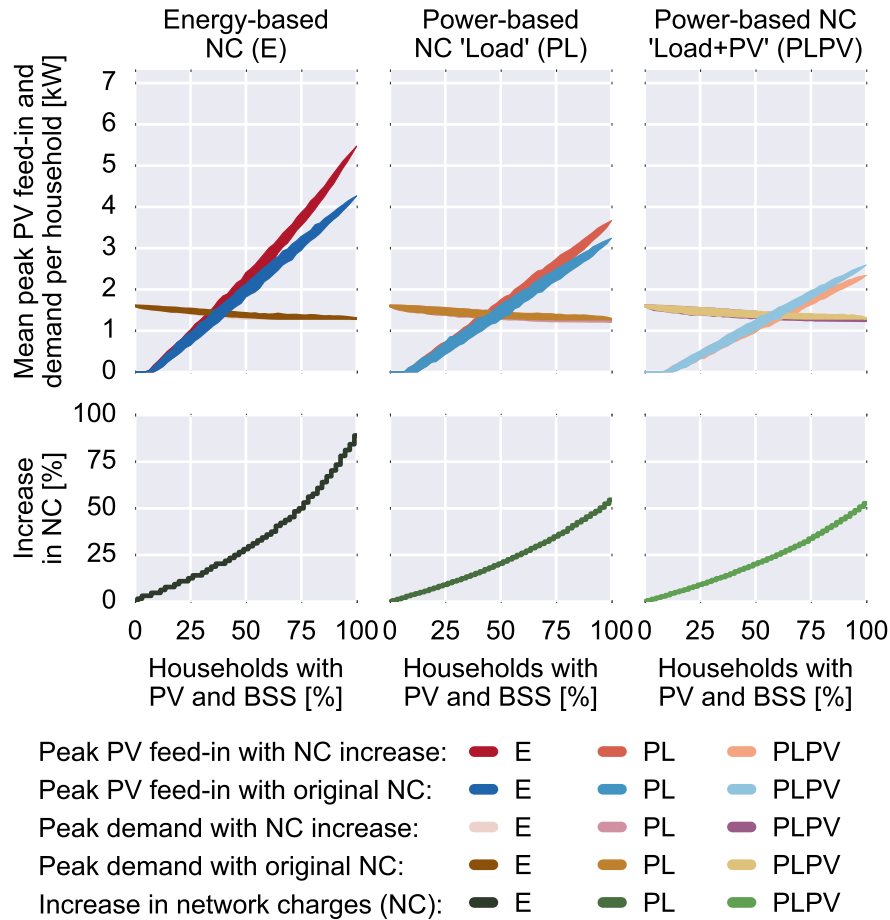 Energy-based
NC (E)
Power-based
NC 'Load' (PL)
Power-based NC
'Load+PV' (PLPV)
Mean peak PV feed-in and
demand per household [kW]
7
6
5
4
3
2
1
0
Increase
in NC [%]
100
75
50
25
0
0 25 50 75 100
0 25 50 75 100
0 25 50 75 100
Households with
PV and BSS [%]
Households with
PV and BSS [%]
Households with
PV and BSS [%]
Peak PV feed-in with NC increase: E PL PLPV
Peak PV feed-in with original NC: E PL PLPV
Peak demand with NC increase: E PL PLPV
Peak demand with original NC: E PL PLPV
Increase in network charges (NC): E PL PLPV